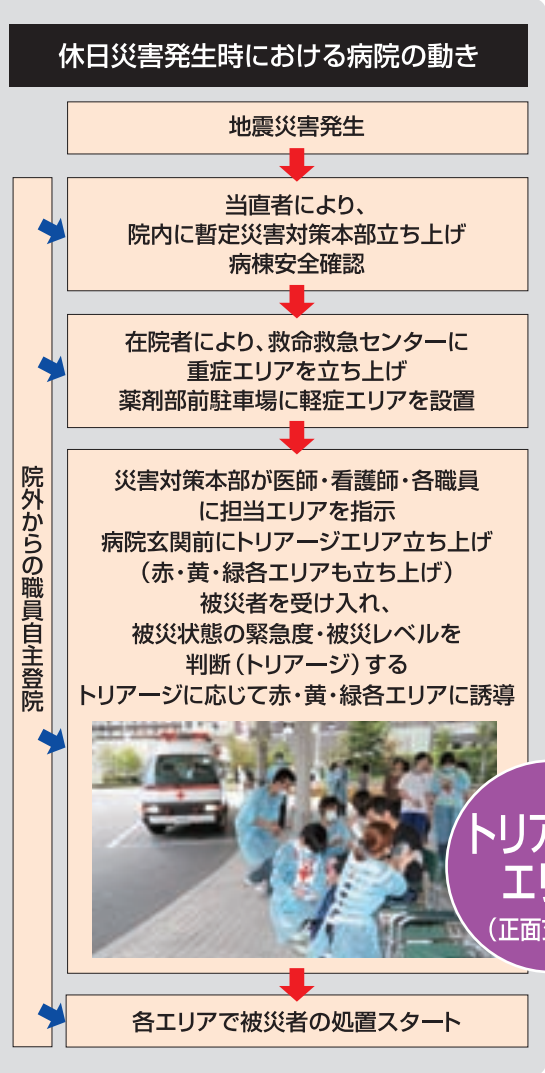 休日災害発生時における病院の動き
地震災害発生
当直者により、
院内に暫定災害対策本部立ち上げ
病棟安全確認
在院者により、救命救急センターに
重症エリアを立ち上げ
薬剤部前駐車場に軽症エリアを設置
災害対策本部が医師・看護師・各職員
に担当エリアを指示
病院玄関前にトリアージエリア立ち上げ
（赤・黄・緑各エリアも立ち上げ）
被災者を受け入れ、
被災状態の緊急度・被災レベルを
判断（トリアージ）する
トリアージに応じて赤・黄・緑各エリアに誘導
院外からの職員自主登院
トリア
エリ
（正面
各エリアで被災者の処置スタート